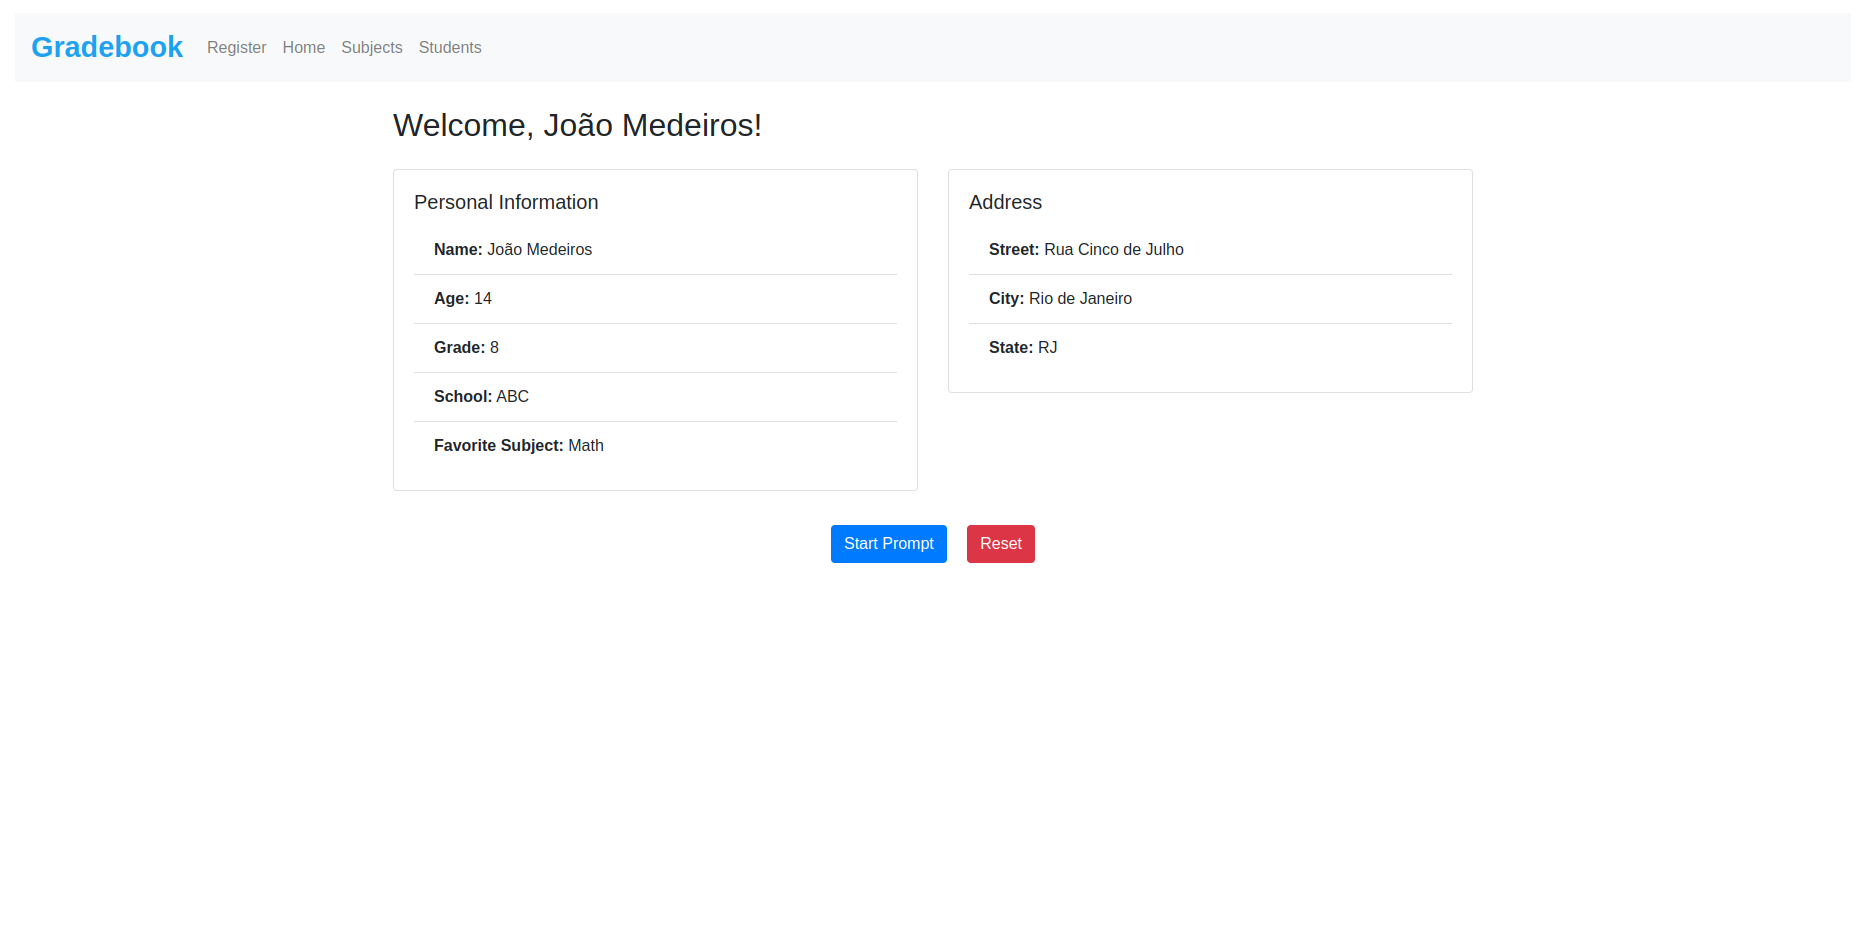 Gradebook Register Home Subjects Students
Welcome, João Medeiros!
Personal Information
Name: João Medeiros
Age: 14
Grade: 8
School: ABC
Favorite Subject: Math
Address
Street: Rua Cinco de Julho
City: Rio de Janeiro
State: RJ
Start Prompt Reset